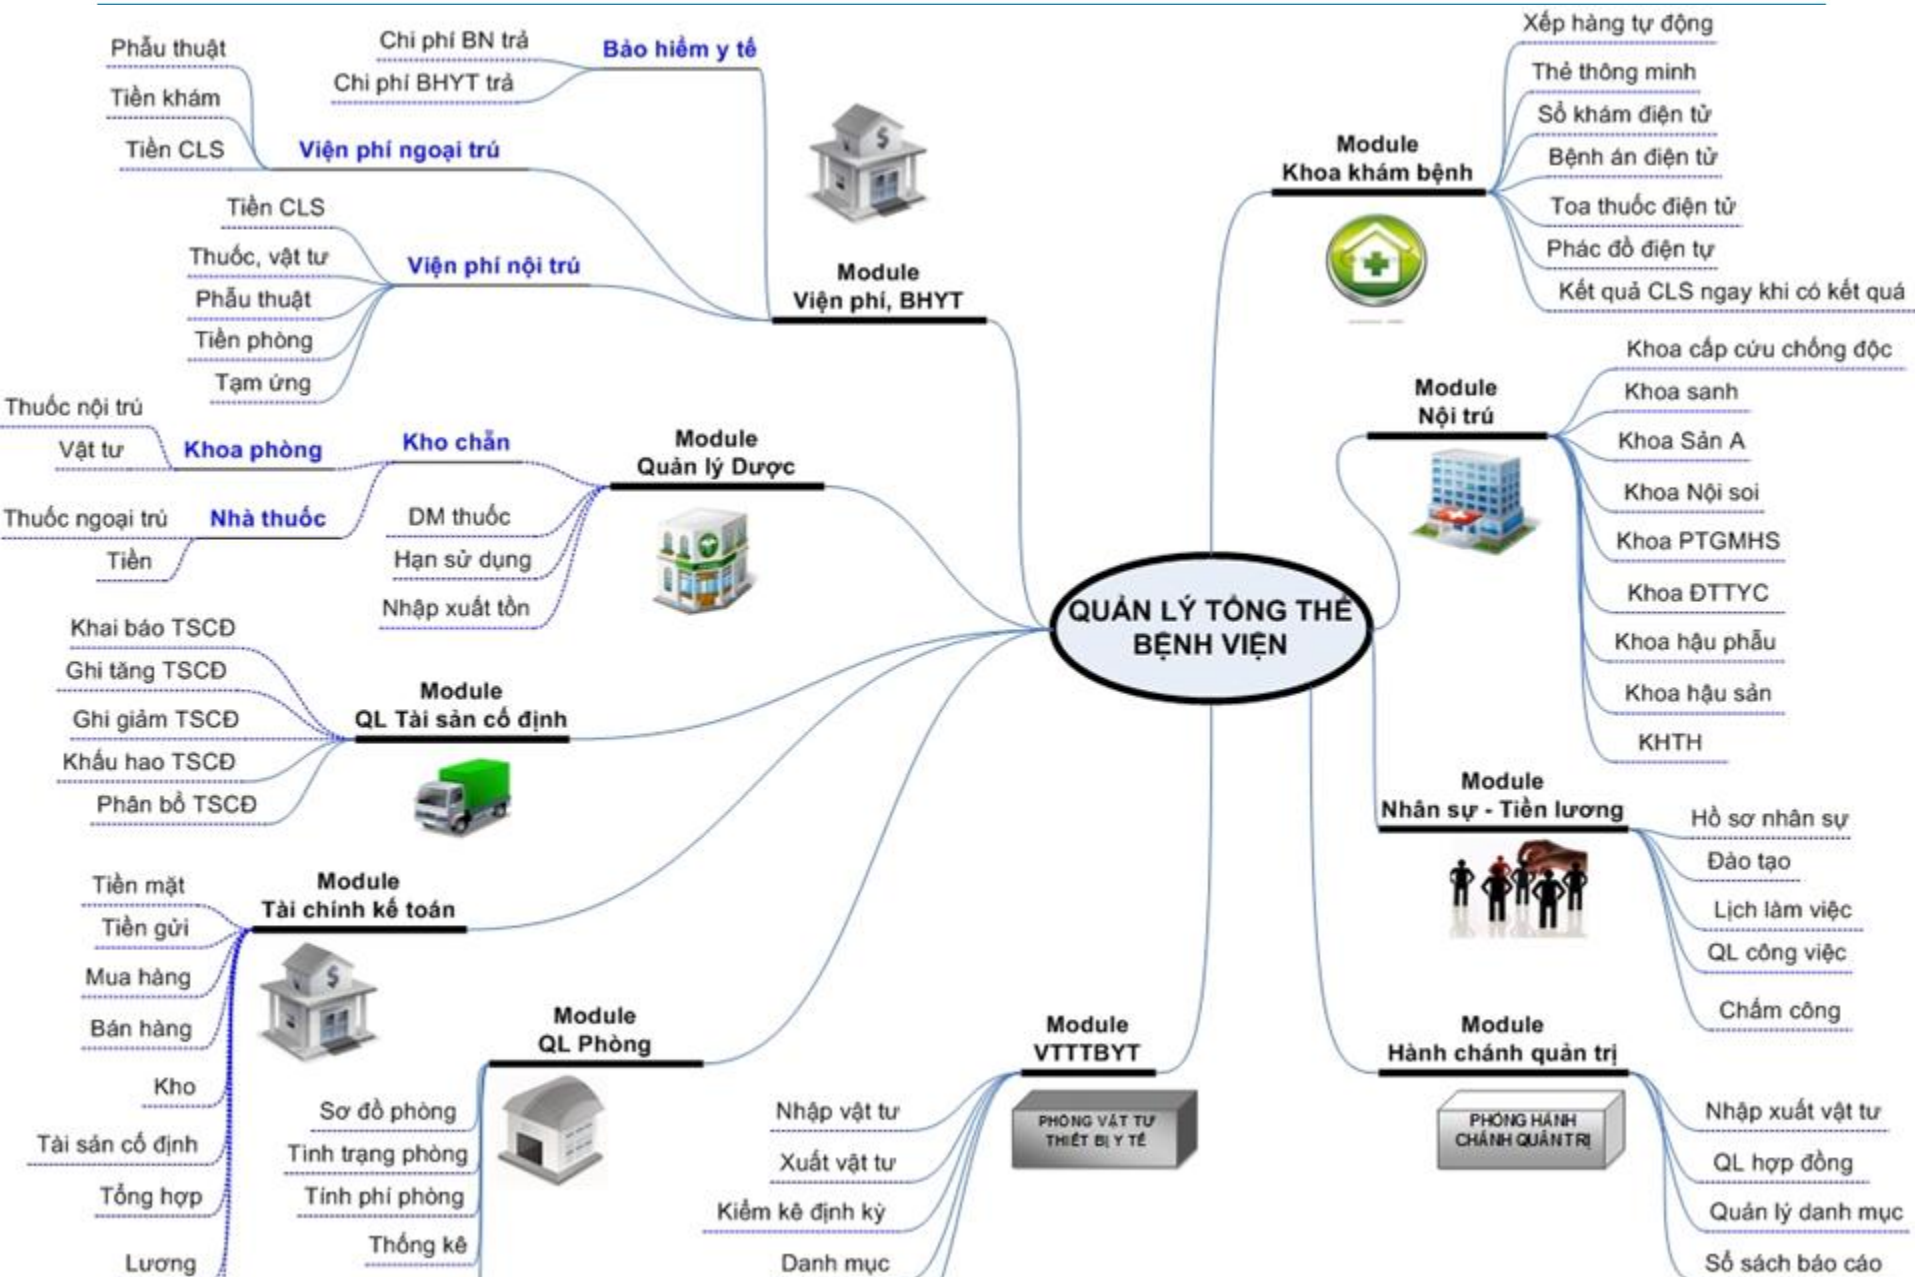 Phẫu thuật
Tiền khám
Tiền CLS
Viện phí ngoại trú
Chi phí BN trả
Chi phí BHYT trả
Bảo hiểm y tế
Tiền CLS
Thuốc, vật tư
Phẫu thuật
Tiền phòng
Tạm ứng
Viện phí nội trú
Module
Viện phí, BHYT
Thuốc nội trú
Vật tư
Khoa phòng
Thuốc ngoại trú
Tiền
Nhà thuốc
Kho chẵn
DM thuốc
Hạn sử dụng
Nhập xuất tồn
Module
Quản lý Dược
Khai báo TSCĐ
Ghi tăng TSCĐ
Ghi giảm TSCĐ
Khấu hao TSCĐ
Phân bổ TSCĐ
Module
QL Tài sản cố định
Tiền mặt
Tiền gửi
Mua hàng
Bán hàng
Kho
Tài sản cố định
Tổng hợp
Lương
Module
Tài chính kế toán
Module
QL Phòng
Sơ đồ phòng
Tình trạng phòng
Tính phí phòng
Thống kê
QUẢN LÝ TỔNG THỂ
BỆNH VIỆN
Module
Khoa khám bệnh
Xếp hàng tự động
Thẻ thông minh
Sổ khám điện tử
Bệnh án điện tử
Toa thuốc điện tử
Phác đồ điện tự
Kết quả CLS ngay khi có kết quả
Module
Nội trú
Khoa cấp cứu chống độc
Khoa sanh
Khoa Sản A
Khoa Nội soi
Khoa PTGMHS
Khoa ĐTTYC
Khoa hậu phẫu
Khoa hậu sản
KHTH
Module
Nhân sự - Tiền lương
Hồ sơ nhân sự
Đào tạo
Lịch làm việc
QL công việc
Chấm công
Module
VTTTBYT
PHÒNG VẬT TƯ
THIẾT BỊ Y TẾ
Nhập vật tư
Xuất vật tư
Kiểm kê định kỳ
Danh mục
Module
Hành chánh quản trị
PHÒNG HÀNH
CHÁNH QUẢN TRỊ
Nhập xuất vật tư
QL hợp đồng
Quản lý danh mục
Sổ sách báo cáo